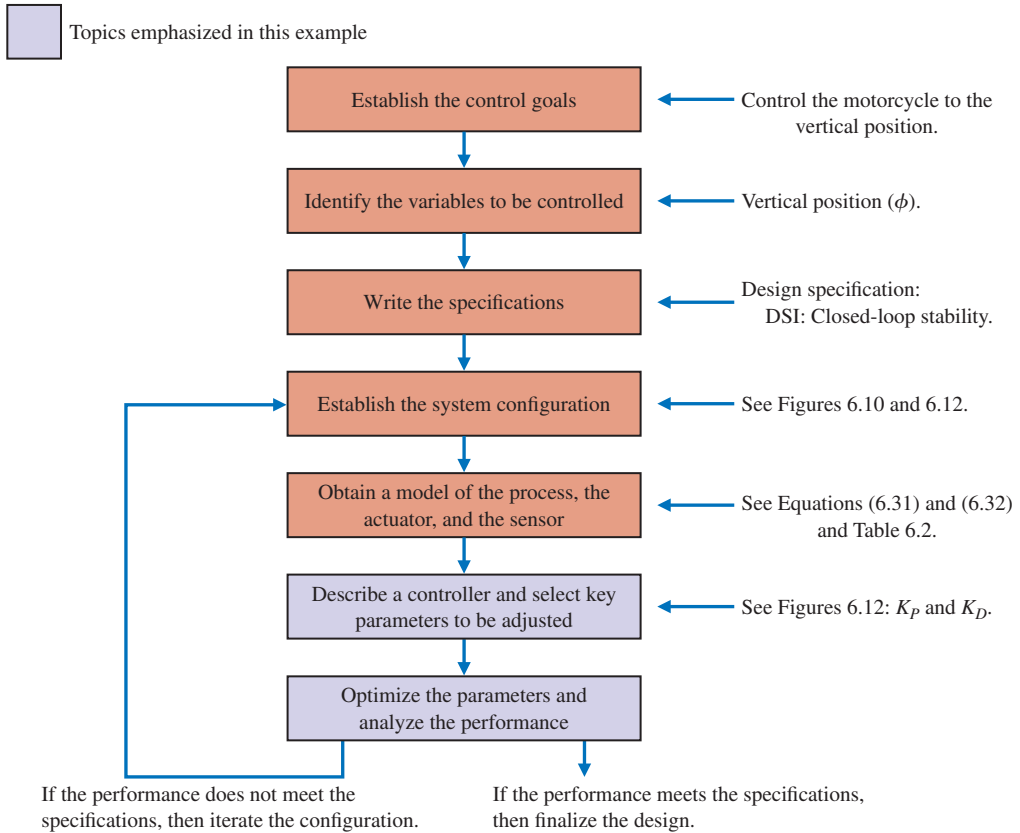 Topics emphasized in this example
Establish the control goals
Control the motorcycle to the
vertical position.
Identify the variables to be controlled
Vertical position (ϕ).
Write the specifications
Design specification:
DSI: Closed-loop stability.
Establish the system configuration
See Figures 6.10 and 6.12.
Obtain a model of the process, the
actuator, and the sensor
See Equations (6.31) and (6.32)
and Table 6.2.
Describe a controller and select key
parameters to be adjusted
See Figures 6.12: K_P and K_D.
Optimize the parameters and
analyze the performance
If the performance does not meet the
specifications, then iterate the configuration.
If the performance meets the specifications,
then finalize the design.